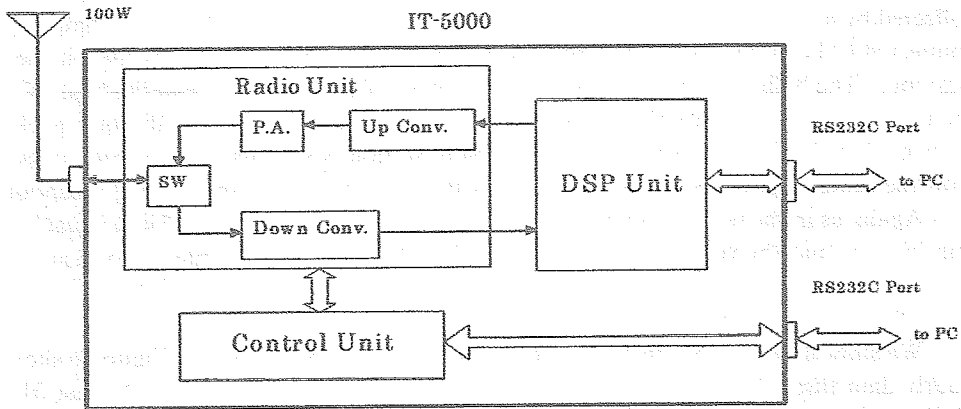 100W
IT-5000
Radio Unit
P.A.
Up Conv.
RS232C Port
SW
DSP Unit
to PC
Down Conv.
RS232C Port
Control Unit
to PC